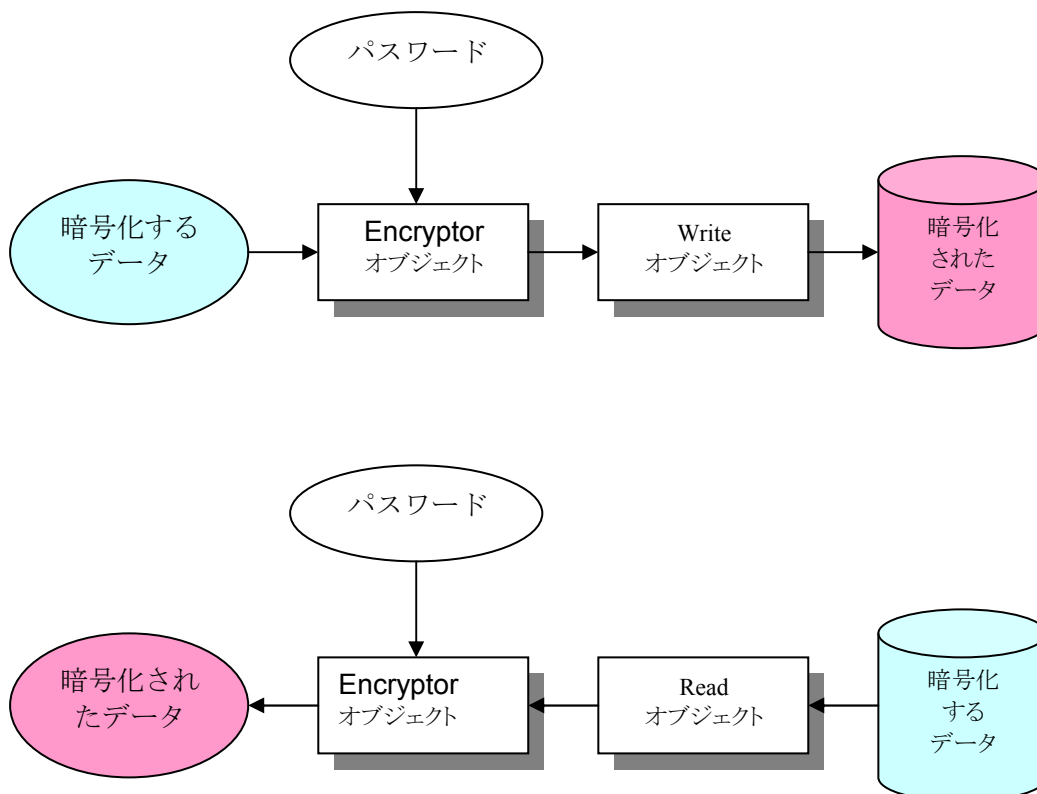 パスワード
暗号化する
データ
Encryptor
オブジェクト
Write
オブジェクト
暗号化
された
データ
パスワード
暗号化され
たデータ
Encryptor
オブジェクト
Read
オブジェクト
暗号化
する
データ